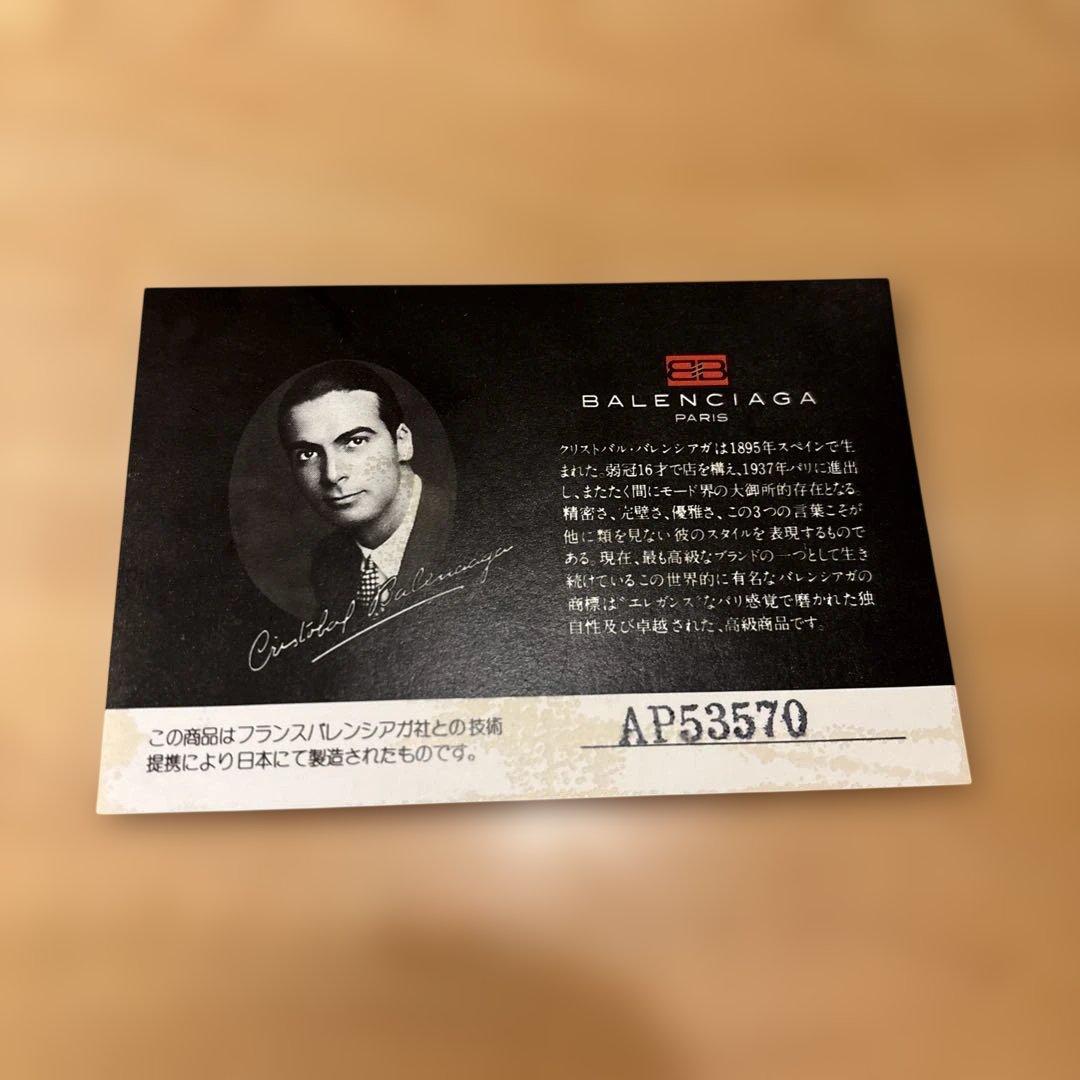 BB
BALENCIAGA
PARIS
クリストバル・バレンシアガは1895年スペインで生
まれた。弱冠16才で店を構え、1937年パリに進出
し、またたく間にモード界の大御所的存在となる。
精密さ、完璧さ、優雅さ、この3つの言葉こそが
他に類を見ない彼のスタイルを表現するもので
ある。現在、最も高級なブランドの一つとして生き
続けているこの世界的に有名なバレンシアガの
商標は“エレガンス”なパリ感覚で磨かれた独
自性及び卓越された、高級商品です。
Cristobal Balenciaga
この商品はフランスバレンシアガ社との技術
提携により日本にて製造されたものです。
AP53570